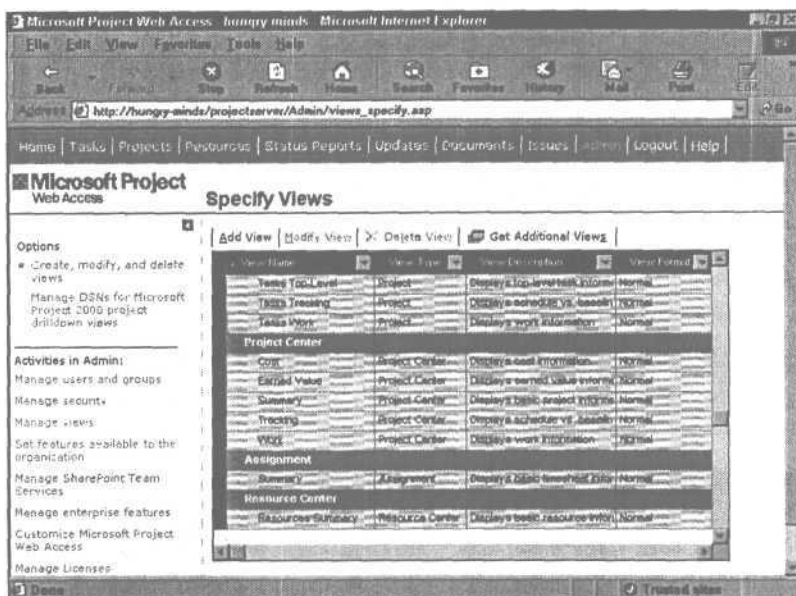 Microsoft Project Web Access - hungry minds - Microsoft Internet Explorer
File Edit View Favorites Tools Help
Back Forward Stop Refresh Home Search Favorites History Mail Print Edit
Address http://hungry-minds/projectserver/Admin/views_specify.asp Go
Home | Tasks | Projects | Resources | Status Reports | Updates | Documents | Issues | Admin | Logout | Help |
Microsoft Project
Web Access
Specify Views
Options
Create, modify, and delete
views
Manage DSNs for Microsoft
Project 2000 project
drilldown views
Activities in Admin:
Manage users and groups
Manage security
Manage views
Set features available to the
organization
Manage SharePoint Team
Services
Manage enterprise features
Customize Microsoft Project
Web Access
Manage Licenses
Add View | Modify View | Delete View | Get Additional Views |
View Name View Type View Description View Format
Tasks Top-Level Project Displays top-level task inform Normal
Tasks Tracking Project Displays schedule vs. baselin Normal
Tasks Work Project Displays work information Normal
Project Center
Cost Project Center Displays cost information Normal
Earned Value Project Center Displays earned value inform Normal
Summary Project Center Displays basic project informa Normal
Tracking Project Center Displays schedule vs. baselin Normal
Work Project Center Displays work information Normal
Assignment
Summary Assignment Displays basic timesheet infor Normal
Resource Center
Resources Summary Resource Center Displays basic resource infor Normal
Done Trusted sites